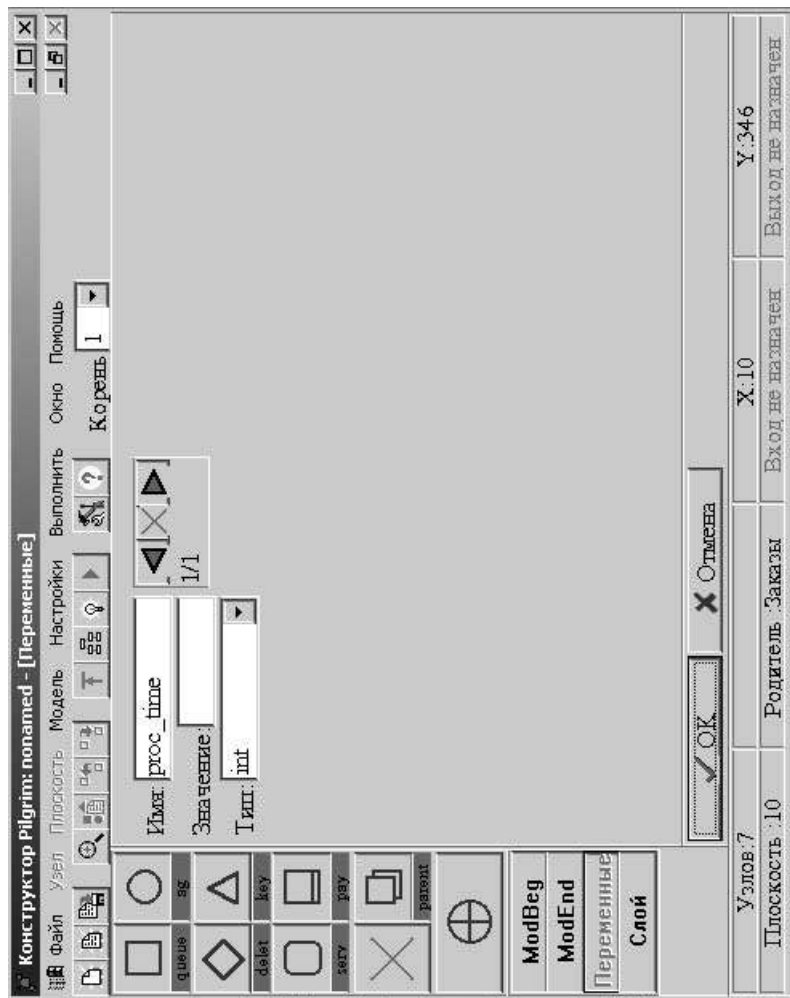 Конструктор Pilgrim: nonamed - [Переменные]
Файл Узел Плоскость Модель Настройки Выполнить Окно Помощь
Корень 1
queue ag
delet key
serv pay
parent
ModBeg
ModEnd
Переменные
Слой
Имя: proc_time
Значение:
Тип: int
1/1
OK
Отмена
Узлов:7 X:10 Y:346
Плоскость :10 Родитель :Заказы Вход не назначен Выход не назначен